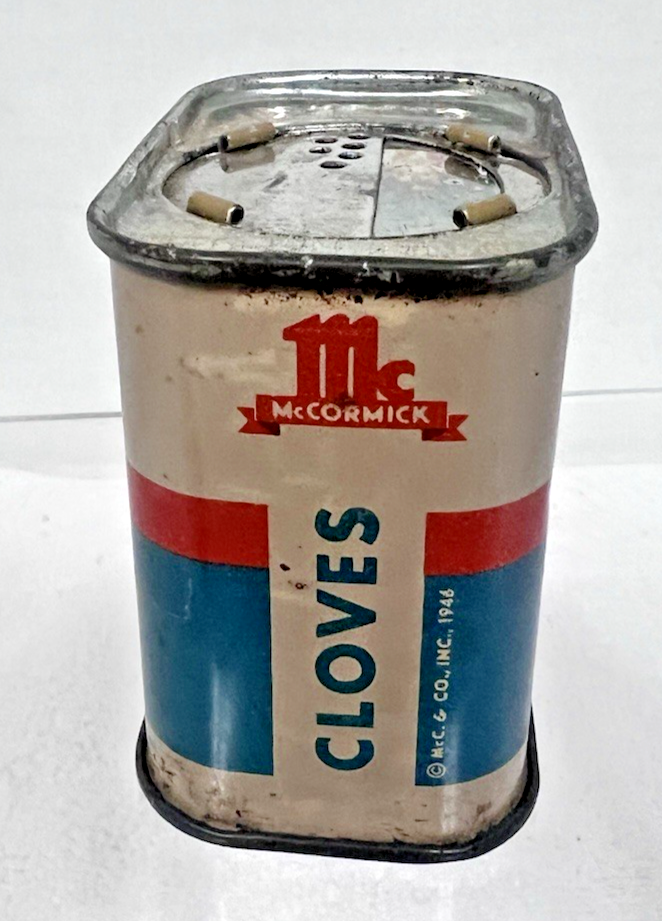 Mc
McCORMICK
CLOVES
© McC. & CO., INC., 1946